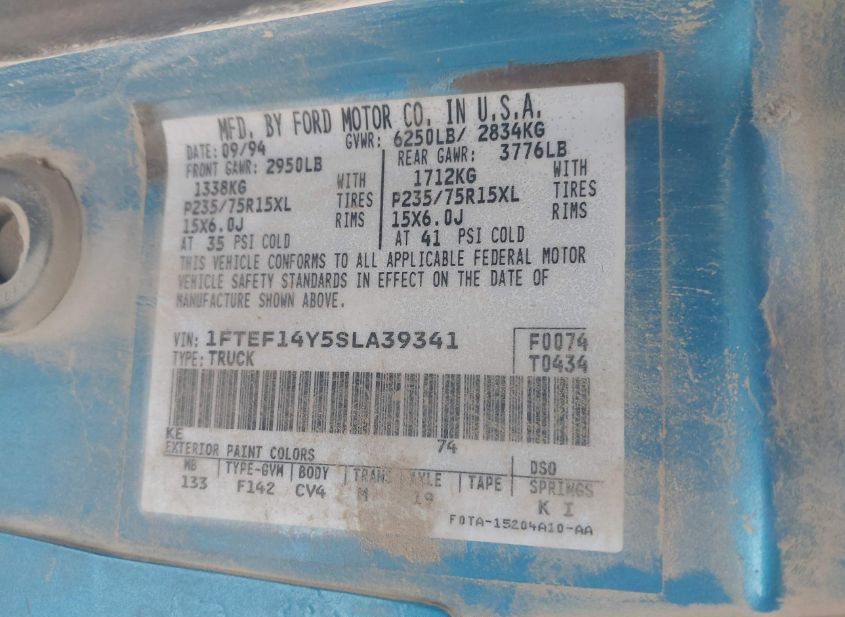 MFD. BY FORD MOTOR CO. IN U.S.A.
DATE: 09/94 GVWR: 6250LB/ 2834KG
FRONT GAWR: 2950LB REAR GAWR: 3776LB
1338KG WITH 1712KG WITH
P235/75R15XL TIRES P235/75R15XL TIRES
15X6.0J RIMS 15X6.0J RIMS
AT 35 PSI COLD AT 41 PSI COLD
THIS VEHICLE CONFORMS TO ALL APPLICABLE FEDERAL MOTOR
VEHICLE SAFETY STANDARDS IN EFFECT ON THE DATE OF
MANUFACTURE SHOWN ABOVE.
VIN: 1FTEF14Y5SLA39341 F0074
TYPE: TRUCK T0434
KE 74
EXTERIOR PAINT COLORS DSO
WB TYPE-GVW BODY TRANS AXLE TAPE SPRINGS
133 F142 CV4 M 19 K I
F0TA-15204A10-AA